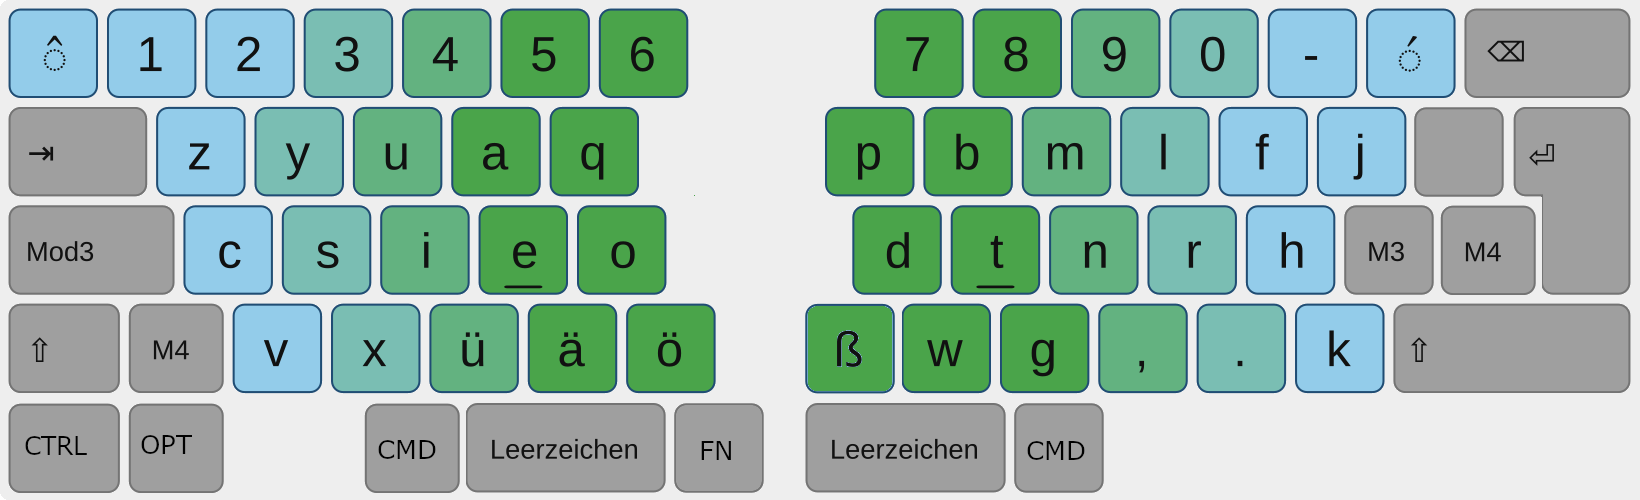 ◌̂ 1 2 3 4 5 6 7 8 9 0 - ◌́ ⌫
⇥ z y u a q p b m l f j ⏎
Mod3 c s i e o d t n r h M3 M4
⇧ M4 v x ü ä ö ß w g , . k ⇧
CTRL OPT CMD Leerzeichen FN Leerzeichen CMD